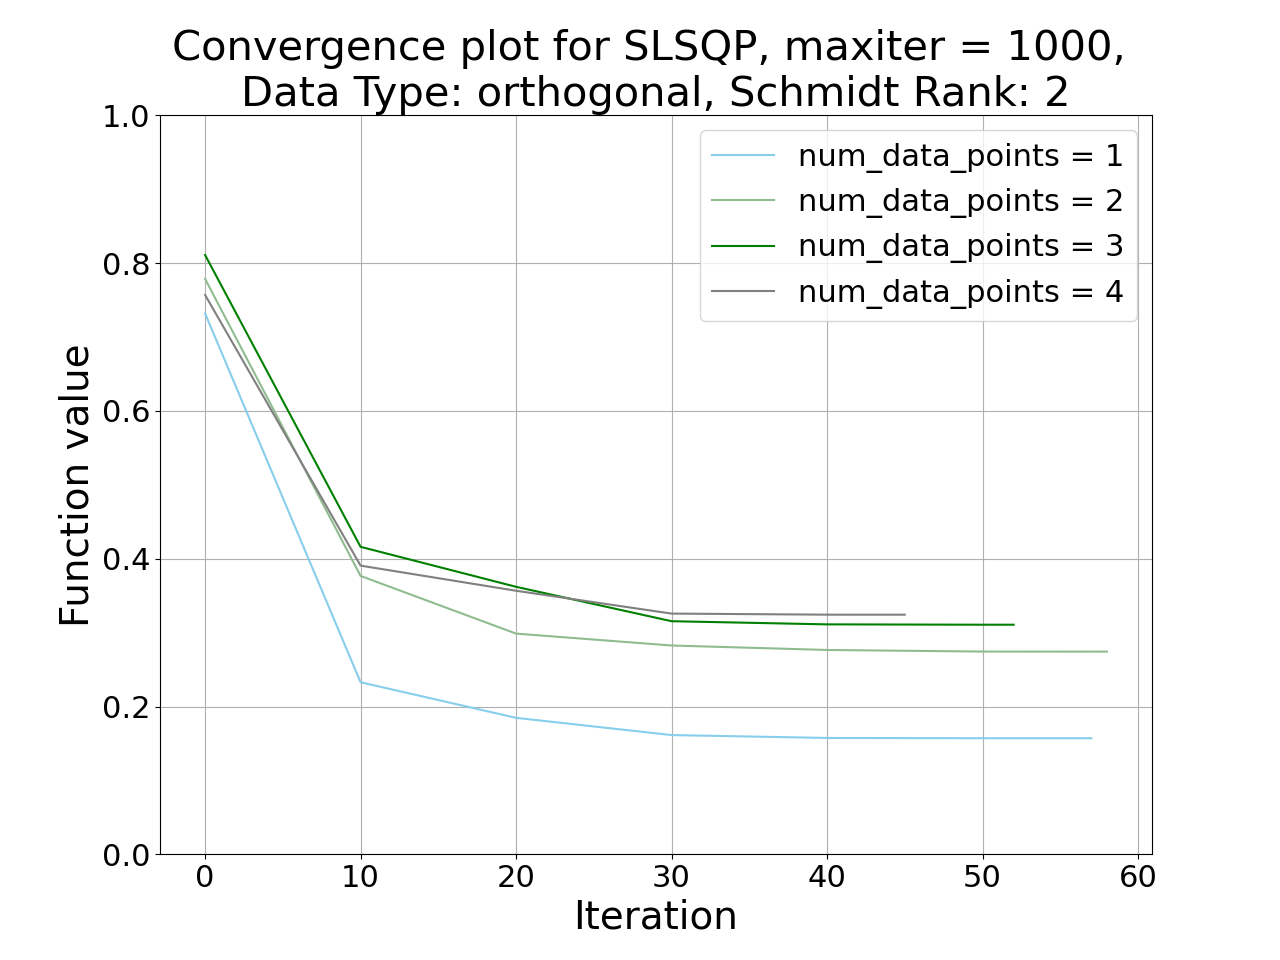 Convergence plot for SLSQP, maxiter = 1000,
Data Type: orthogonal, Schmidt Rank: 2
1.0
0.8
0.6
0.4
0.2
0.0
Function value
num_data_points = 1
num_data_points = 2
num_data_points = 3
num_data_points = 4
0 10 20 30 40 50 60
Iteration